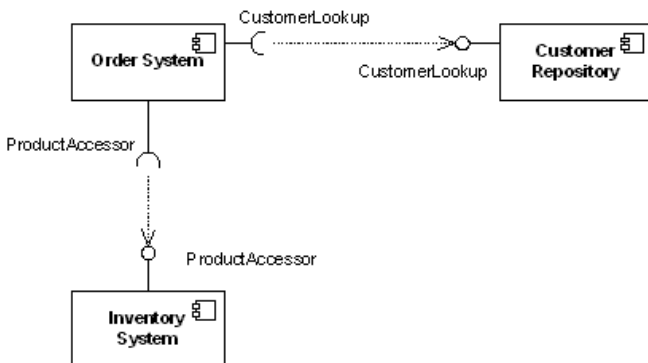 CustomerLookup
Order System
Customer
Repository
CustomerLookup
ProductAccessor
ProductAccessor
Inventory
System